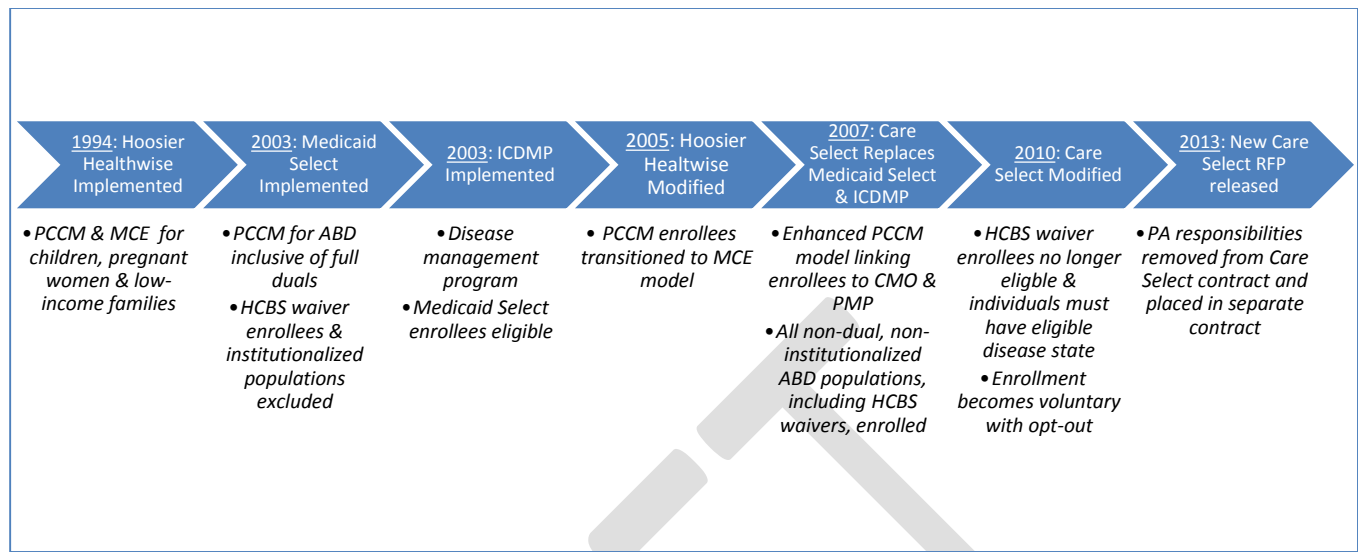 1994: Hoosier
Healthwise
Implemented
• PCCM & MCE for
children, pregnant
women & low-
income families
2003: Medicaid
Select
Implemented
• PCCM for ABD
inclusive of full
duals
• HCBS waiver
enrollees &
institutionalized
populations
excluded
2003: ICDMP
Implemented
• Disease
management
program
• Medicaid Select
enrollees eligible
2005: Hoosier
Healtwise
Modified
• PCCM enrollees
transitioned to MCE
model
2007: Care
Select Replaces
Medicaid Select
& ICDMP
• Enhanced PCCM
model linking
enrollees to CMO &
PMP
• All non-dual, non-
institutionalized
ABD populations,
including HCBS
waivers, enrolled
2010: Care
Select Modified
• HCBS waiver
enrollees no longer
eligble &
individuals must
have eligible
disease state
• Enrollment
becomes voluntary
with opt-out
2013: New Care
Select RFP
released
• PA responsibilities
removed from Care
Select contract and
placed in separate
contract